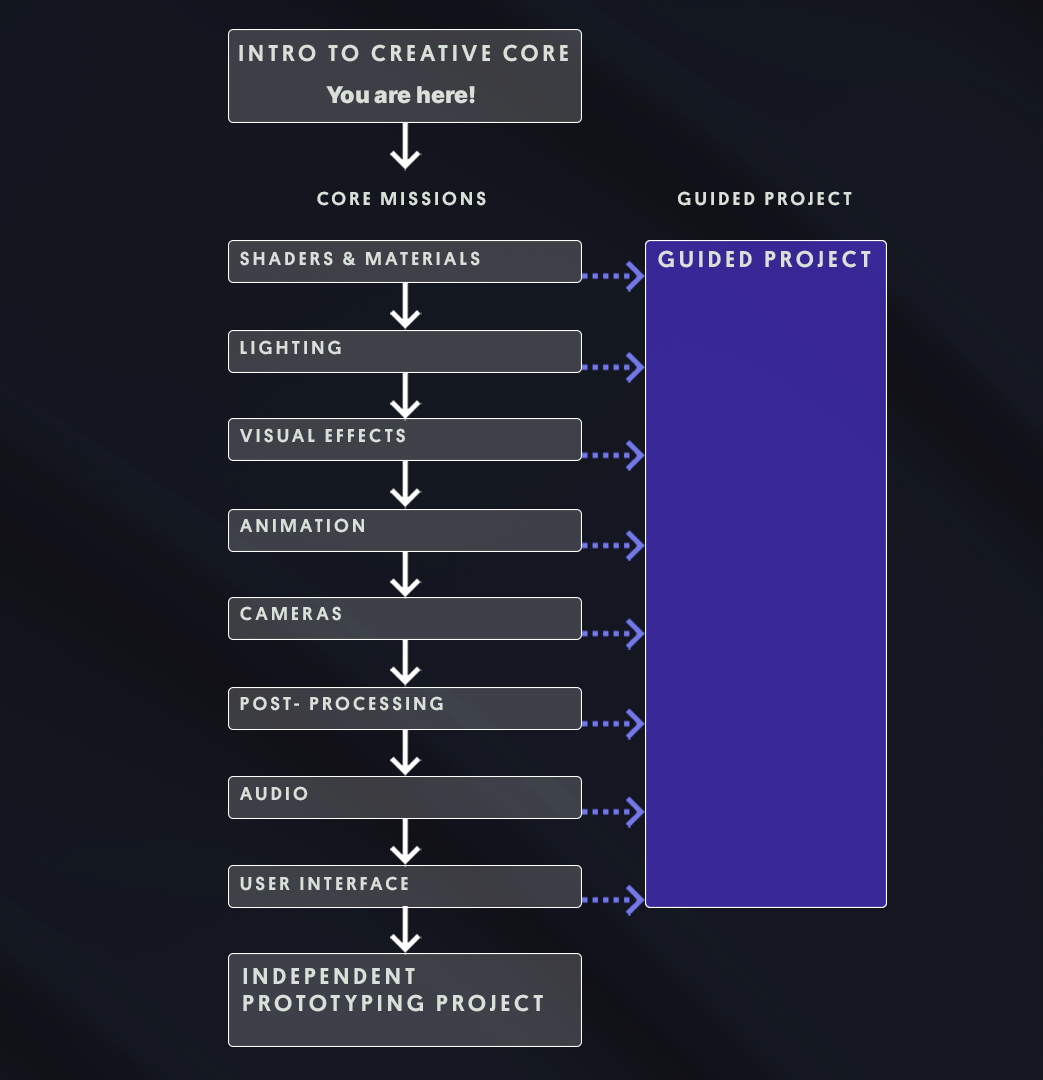 INTRO TO CREATIVE CORE
You are here!
CORE MISSIONS
GUIDED PROJECT
SHADERS & MATERIALS
GUIDED PROJECT
LIGHTING
VISUAL EFFECTS
ANIMATION
CAMERAS
POST- PROCESSING
AUDIO
USER INTERFACE
INDEPENDENT
PROTOTYPING PROJECT